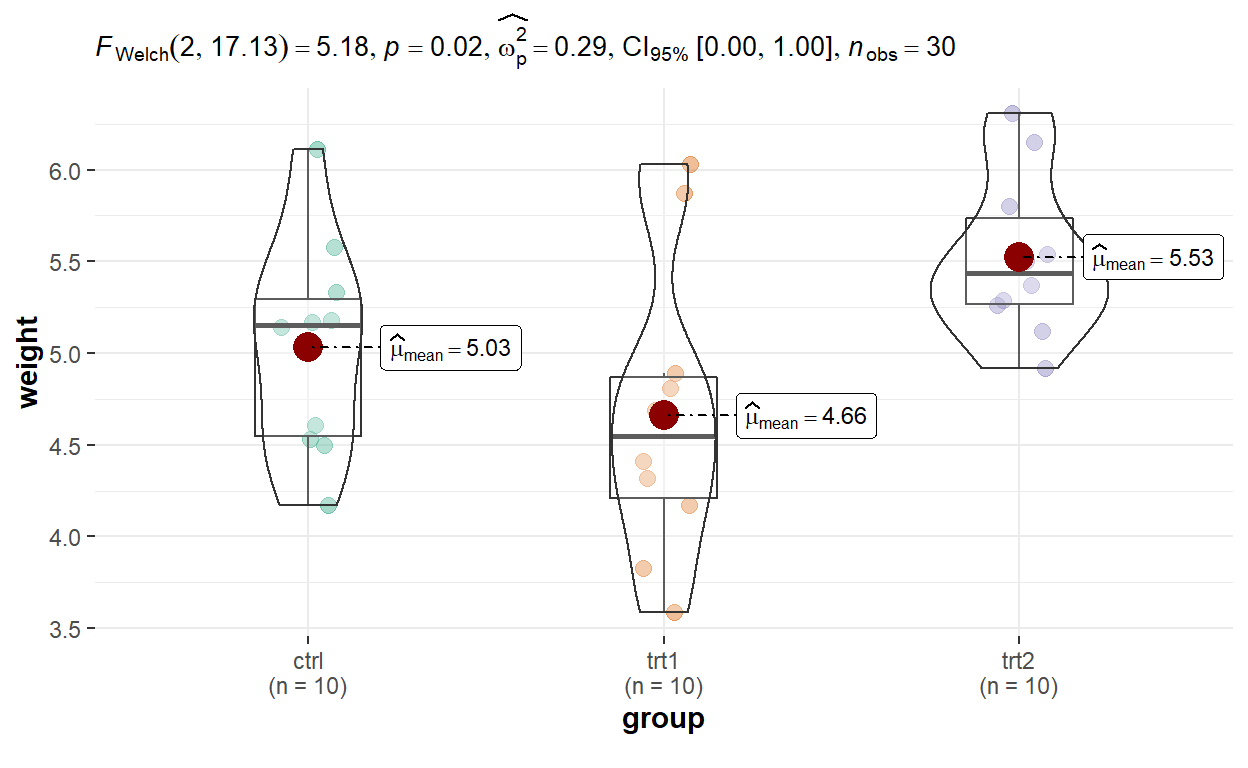 F_Welch(2, 17.13) = 5.18, p = 0.02, ω̂²_p = 0.29, CI_95% [0.00, 1.00], n_obs = 30
6.0
5.5
5.0
4.5
4.0
3.5
weight
μ̂_mean = 5.03
μ̂_mean = 4.66
μ̂_mean = 5.53
ctrl
(n = 10)
trt1
(n = 10)
trt2
(n = 10)
group